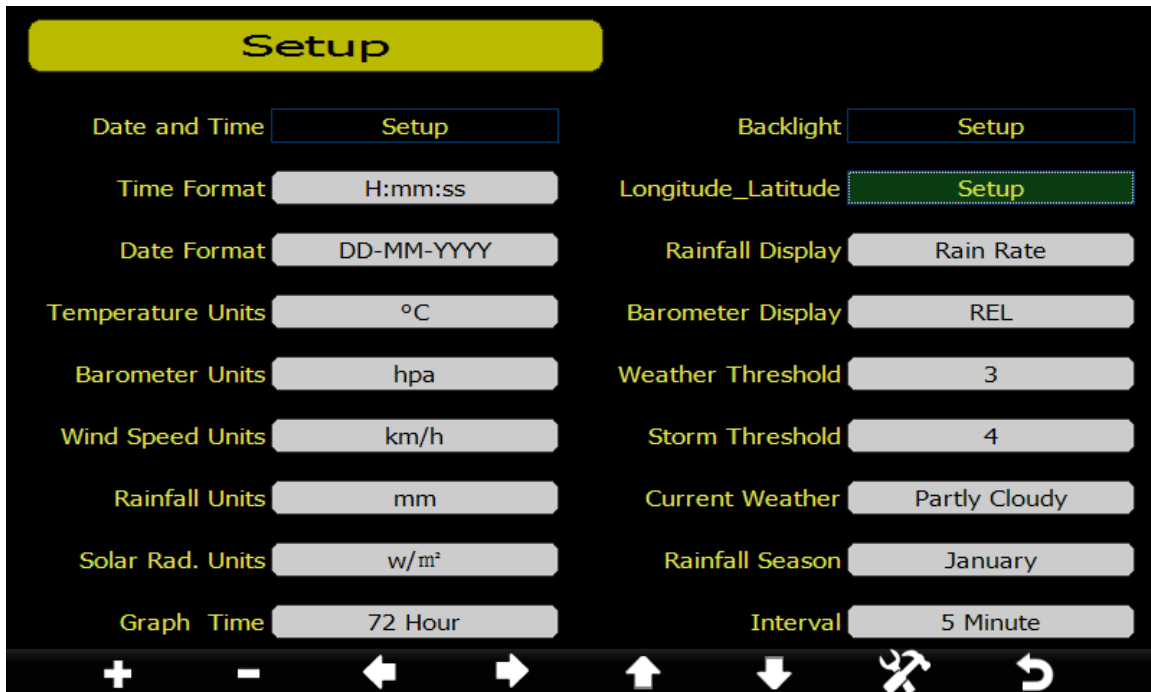 Setup
Date and Time Setup
Time Format H:mm:ss
Date Format DD-MM-YYYY
Temperature Units °C
Barometer Units hpa
Wind Speed Units km/h
Rainfall Units mm
Solar Rad. Units w/m²
Graph Time 72 Hour
Backlight Setup
Longitude_Latitude Setup
Rainfall Display Rain Rate
Barometer Display REL
Weather Threshold 3
Storm Threshold 4
Current Weather Partly Cloudy
Rainfall Season January
Interval 5 Minute